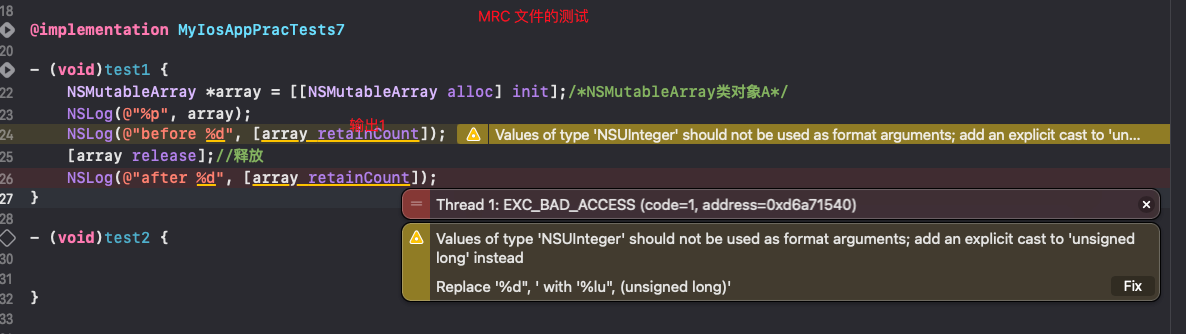 18
MRC 文件的测试
@implementation MyIosAppPracTests7
20
- (void)test1 {
22 NSMutableArray *array = [[NSMutableArray alloc] init];/*NSMutableArray类对象A*/
23 NSLog(@"%p", array);
输出1
24 NSLog(@"before %d", [array retainCount]); Values of type 'NSUInteger' should not be used as format arguments; add an explicit cast to 'un...
25 [array release];//释放
26 NSLog(@"after %d", [array retainCount]);
27 }
Thread 1: EXC_BAD_ACCESS (code=1, address=0xd6a71540)
28
Values of type 'NSUInteger' should not be used as format arguments; add an explicit cast to 'unsigned
long' instead
- (void)test2 {
30
Replace '%d", ' with '%lu", (unsigned long)' Fix
31
32 }
33